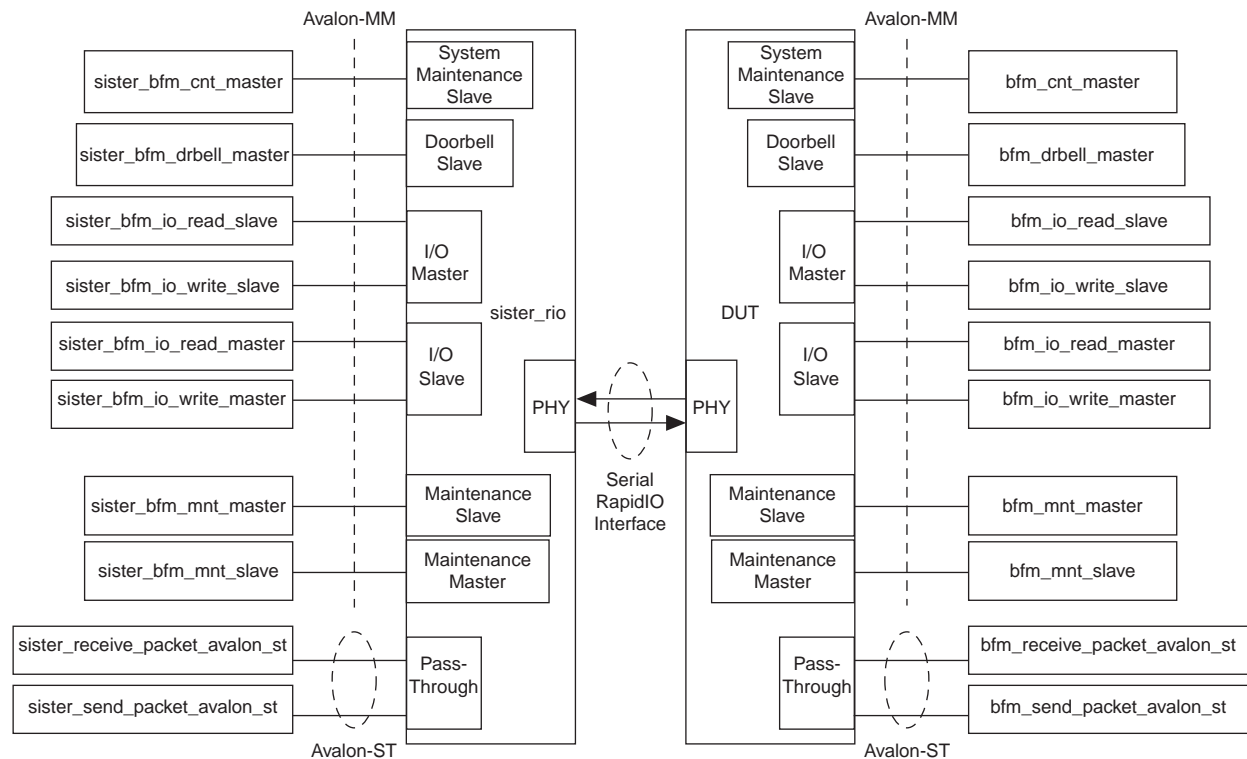 Avalon-MM
Avalon-MM
sister_bfm_cnt_master
System
Maintenance
Slave
System
Maintenance
Slave
bfm_cnt_master
sister_bfm_drbell_master
Doorbell
Slave
Doorbell
Slave
bfm_drbell_master
sister_bfm_io_read_slave
I/O
Master
I/O
Master
bfm_io_read_slave
sister_bfm_io_write_slave
bfm_io_write_slave
sister_rio
DUT
sister_bfm_io_read_master
I/O
Slave
I/O
Slave
bfm_io_read_master
sister_bfm_io_write_master
PHY
PHY
bfm_io_write_master
Serial
RapidIO
Interface
sister_bfm_mnt_master
Maintenance
Slave
Maintenance
Slave
bfm_mnt_master
sister_bfm_mnt_slave
Maintenance
Master
Maintenance
Master
bfm_mnt_slave
sister_receive_packet_avalon_st
Pass-
Through
Pass-
Through
bfm_receive_packet_avalon_st
sister_send_packet_avalon_st
bfm_send_packet_avalon_st
Avalon-ST
Avalon-ST